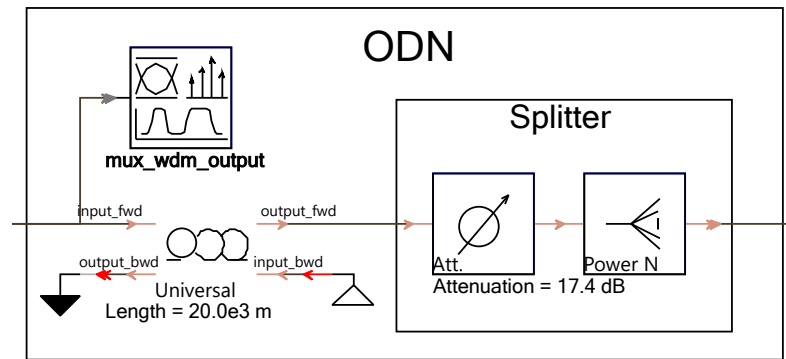 ODN
Splitter
mux_wdm_output
input_fwd
output_fwd
output_bwd
input_bwd
Universal
Length = 20.0e3 m
Att.
Power N
Attenuation = 17.4 dB